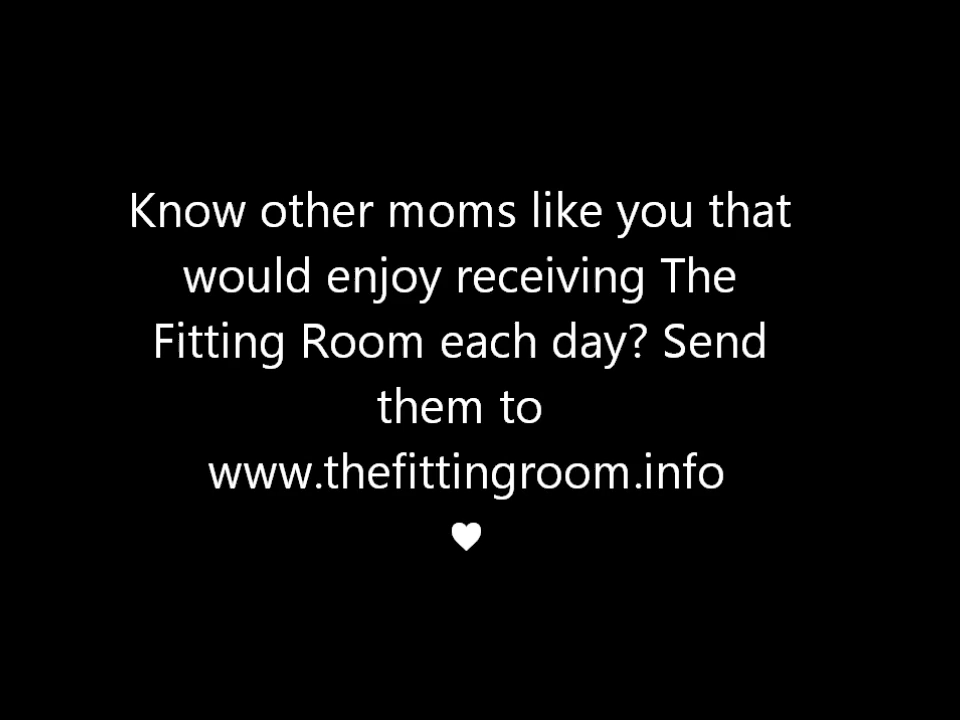 Know other moms like you that
would enjoy receiving The
Fitting Room each day? Send
them to
www.thefittingroom.info
♥